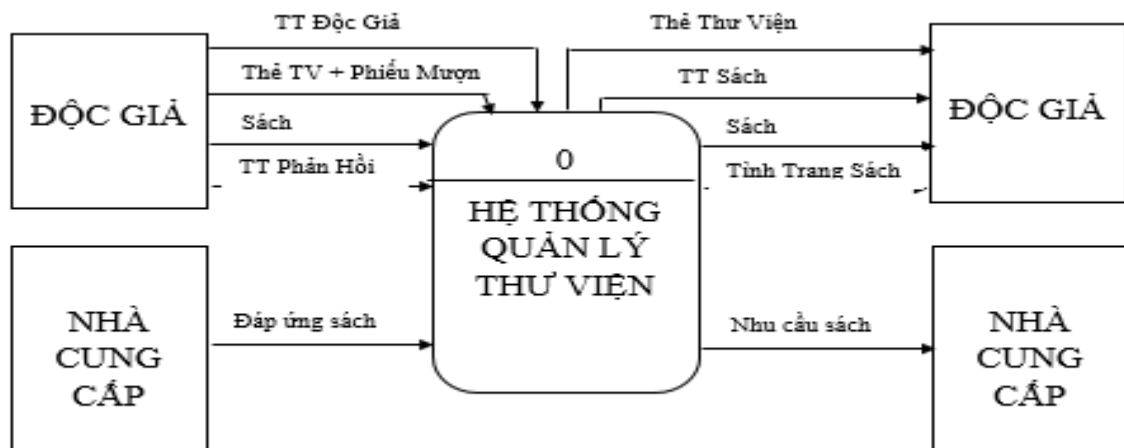 TT Độc Giả
Thẻ Thư Viện
Thẻ TV + Phiếu Mượn
TT Sách
ĐỘC GIẢ
ĐỘC GIẢ
Sách
Sách
0
TT Phản Hồi
Tình Trạng Sách
HỆ THỐNG
QUẢN LÝ
THƯ VIỆN
NHÀ
CUNG
CẤP
Đáp ứng sách
Nhu cầu sách
NHÀ
CUNG
CẤP